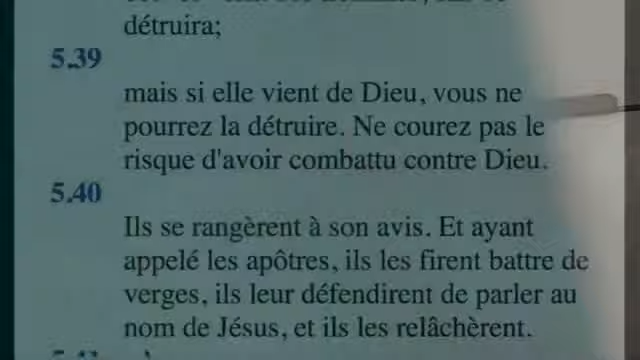 détruira;
5.39
mais si elle vient de Dieu, vous ne
pourrez la détruire. Ne courez pas le
risque d'avoir combattu contre Dieu.
5.40
Ils se rangèrent à son avis. Et ayant
appelé les apôtres, ils les firent battre de
verges, ils leur défendirent de parler au
nom de Jésus, et ils les relâchèrent.